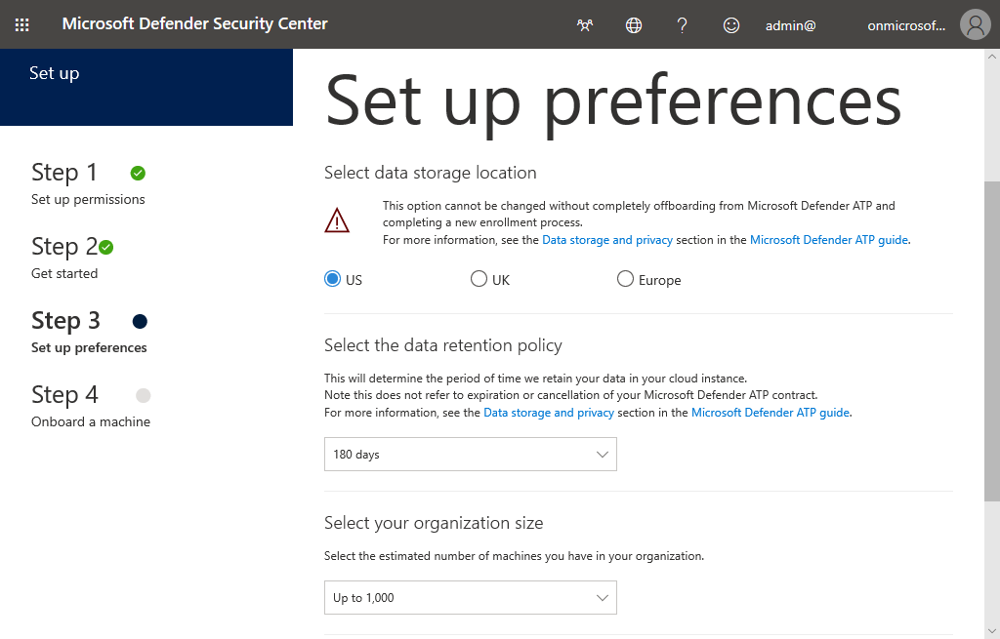 Microsoft Defender Security Center
admin@ onmicrosof...
Set up
Step 1
Set up permissions
Step 2
Get started
Step 3
Set up preferences
Step 4
Onboard a machine
Set up preferences
Select data storage location
This option cannot be changed without completely offboarding from Microsoft Defender ATP and
completing a new enrollment process.
For more information, see the Data storage and privacy section in the Microsoft Defender ATP guide.
US UK Europe
Select the data retention policy
This will determine the period of time we retain your data in your cloud instance.
Note this does not refer to expiration or cancellation of your Microsoft Defender ATP contract.
For more information, see the Data storage and privacy section in the Microsoft Defender ATP guide.
180 days
Select your organization size
Select the estimated number of machines you have in your organization.
Up to 1,000